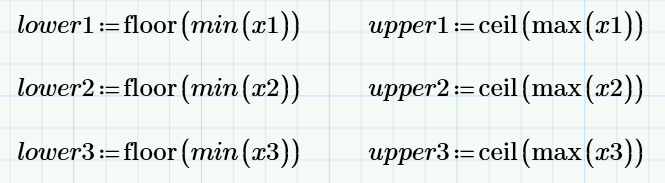 lower1:=floor(min(x1)) upper1:=ceil(max(x1))
lower2:=floor(min(x2)) upper2:=ceil(max(x2))
lower3:=floor(min(x3)) upper3:=ceil(max(x3))